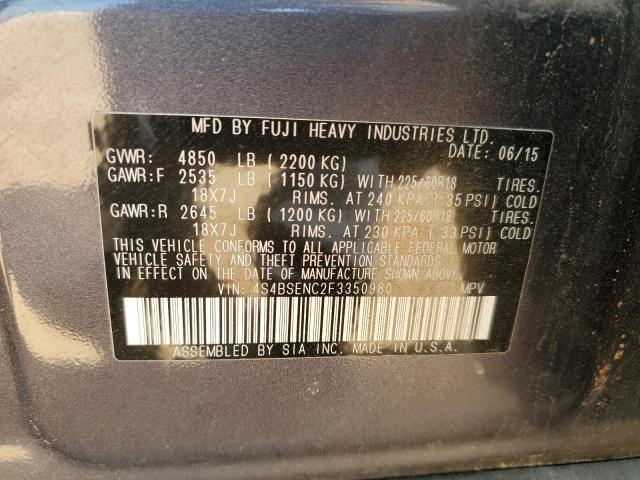 MFD BY FUJI HEAVY INDUSTRIES LTD.
DATE: 06/15
GVWR: 4850 LB (2200 KG)
GAWR:F 2535 LB (1150 KG) WITH 225/60R18 TIRES.
18X7J RIMS. AT 240 KPA (35 PSI) COLD
GAWR:R 2645 LB (1200 KG) WITH 225/60R18 TIRES.
18X7J RIMS. AT 230 KPA (33 PSI) COLD
THIS VEHICLE CONFORMS TO ALL APPLICABLE FEDERAL MOTOR
VEHICLE SAFETY AND THEFT PREVENTION STANDARDS
IN EFFECT ON THE DATE OF MANUFACTURE SHOWN ABOVE.
VIN: 4S4BSENC2F3350980 MPV
ASSEMBLED BY SIA INC. MADE IN U.S.A.